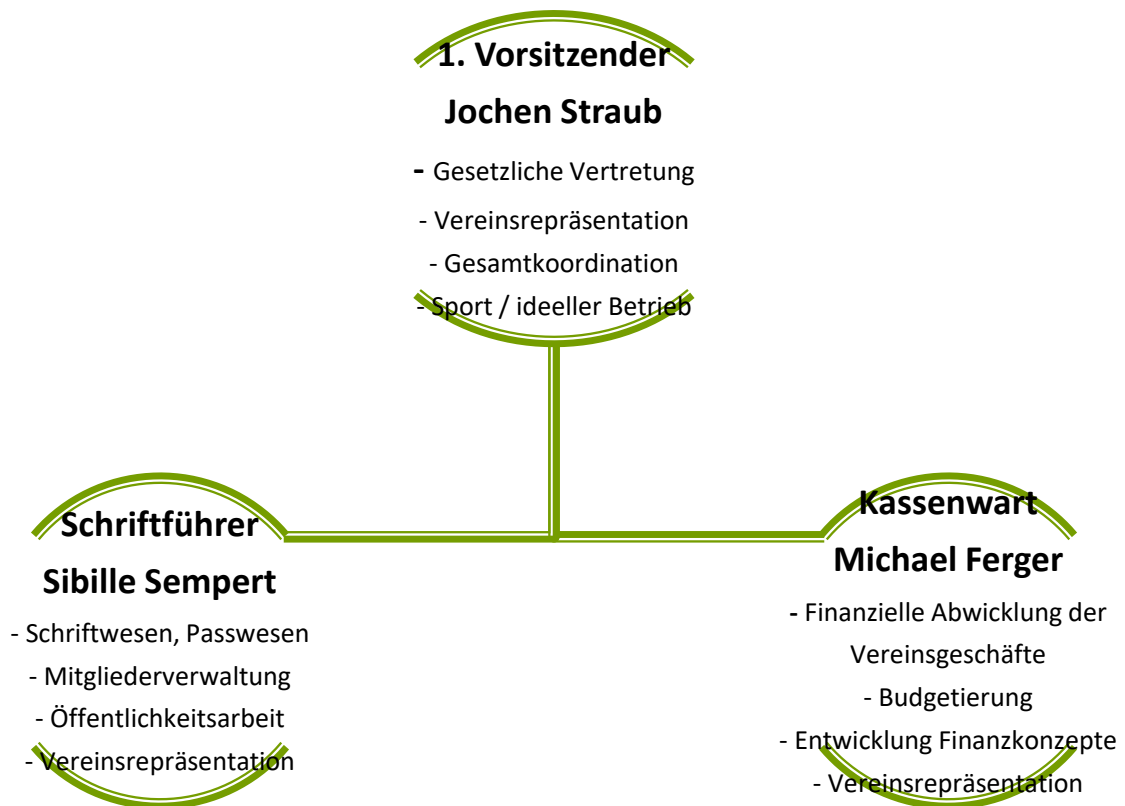 1. Vorsitzender
Jochen Straub
- Gesetzliche Vertretung
- Vereinsrepräsentation
- Gesamtkoordination
- Sport / ideeller Betrieb
Schriftführer
Sibille Sempert
- Schriftwesen, Passwesen
- Mitgliederverwaltung
- Öffentlichkeitsarbeit
- Vereinsrepräsentation
Kassenwart
Michael Ferger
- Finanzielle Abwicklung der
Vereinsgeschäfte
- Budgetierung
- Entwicklung Finanzkonzepte
- Vereinsrepräsentation